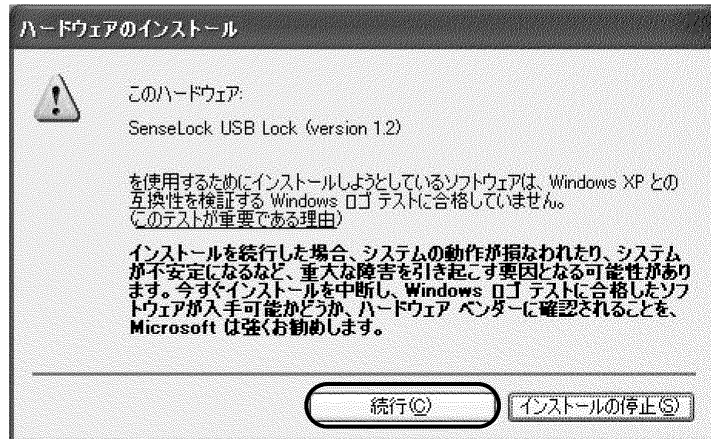 ハードウェアのインストール
このハードウェア:
SenseLock USB Lock (version 1.2)
を使用するためにインストールしようとしているソフトウェアは、Windows XP との
互換性を検証する Windows ロゴ テストに合格していません。
(このテストが重要である理由)
インストールを続行した場合、システムの動作が損なわれたり、システム
が不安定になるなど、重大な障害を引き起こす要因となる可能性があり
ます。今すぐインストールを中断し、Windows ロゴ テストに合格したソフ
トウェアが入手可能かどうか、ハードウェア ベンダーに確認されることを、
Microsoft は強くお勧めします。
続行(C) インストールの停止(S)